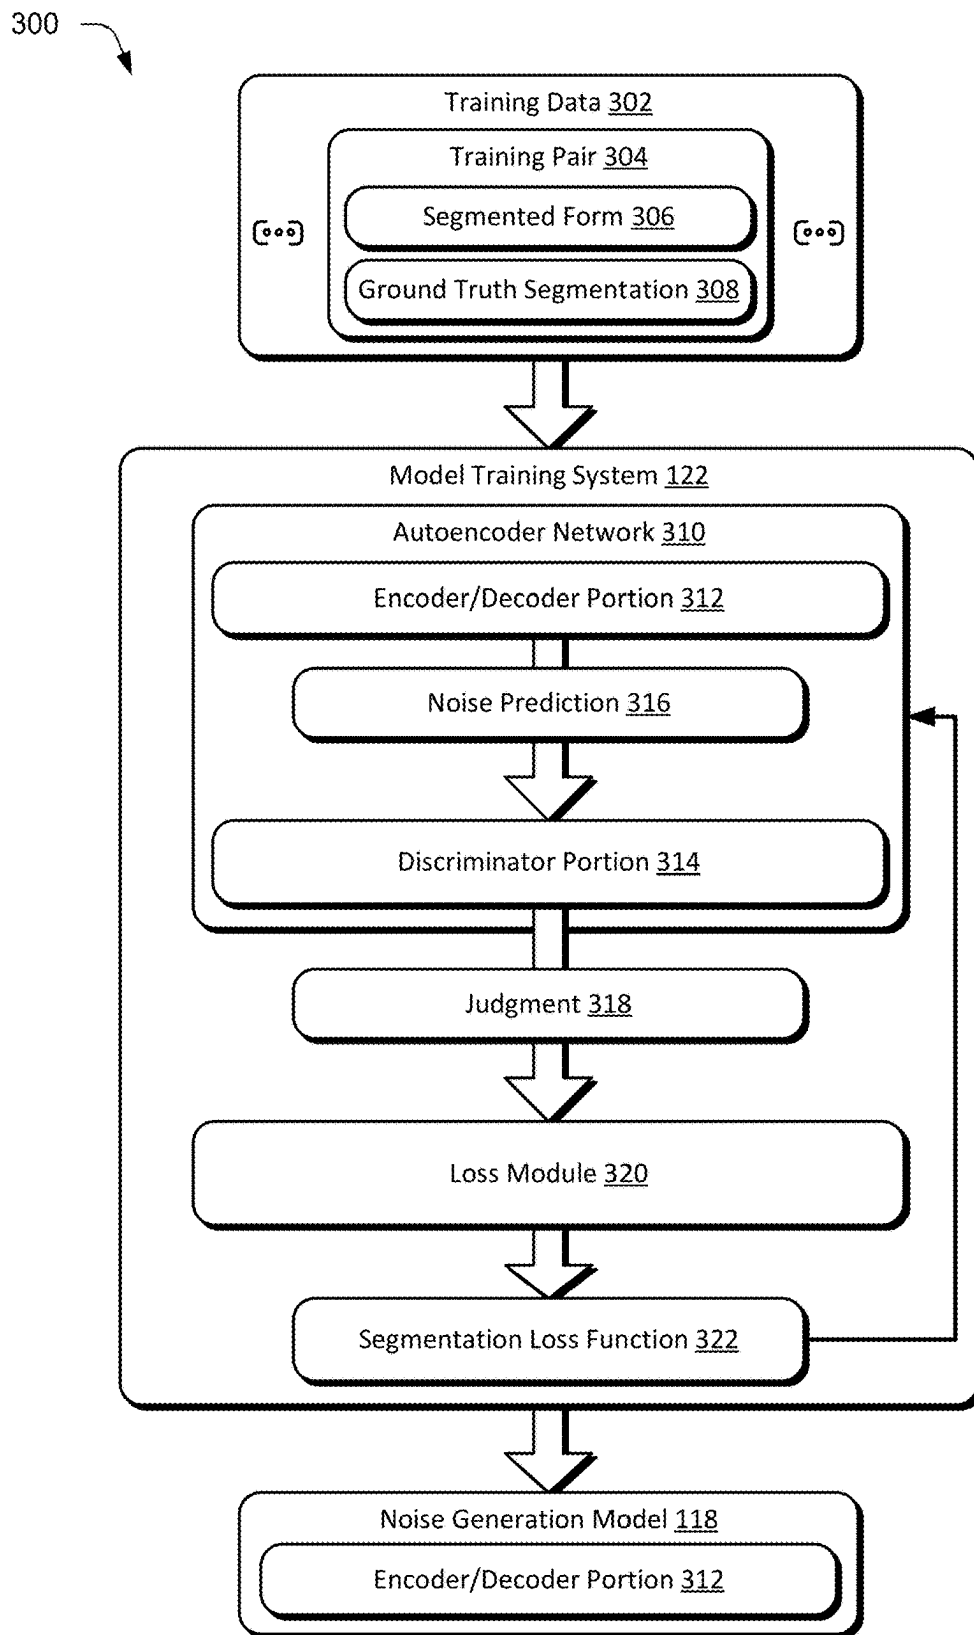 300
Training Data 302
Training Pair 304
Segmented Form 306
Ground Truth Segmentation 308
Model Training System 122
Autoencoder Network 310
Encoder/Decoder Portion 312
Noise Prediction 316
Discriminator Portion 314
Judgment 318
Loss Module 320
Segmentation Loss Function 322
Noise Generation Model 118
Encoder/Decoder Portion 312